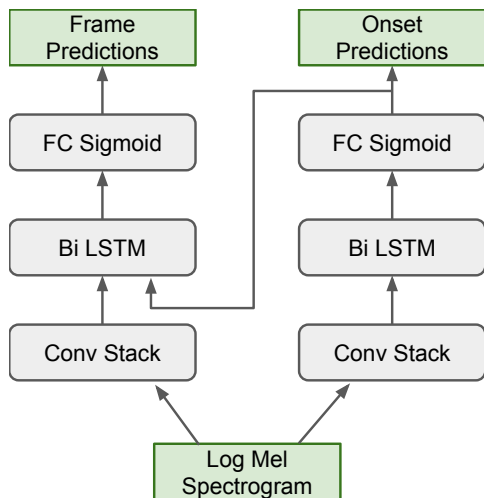 Frame
Predictions
Onset
Predictions
FC Sigmoid
FC Sigmoid
Bi LSTM
Bi LSTM
Conv Stack
Conv Stack
Log Mel
Spectrogram